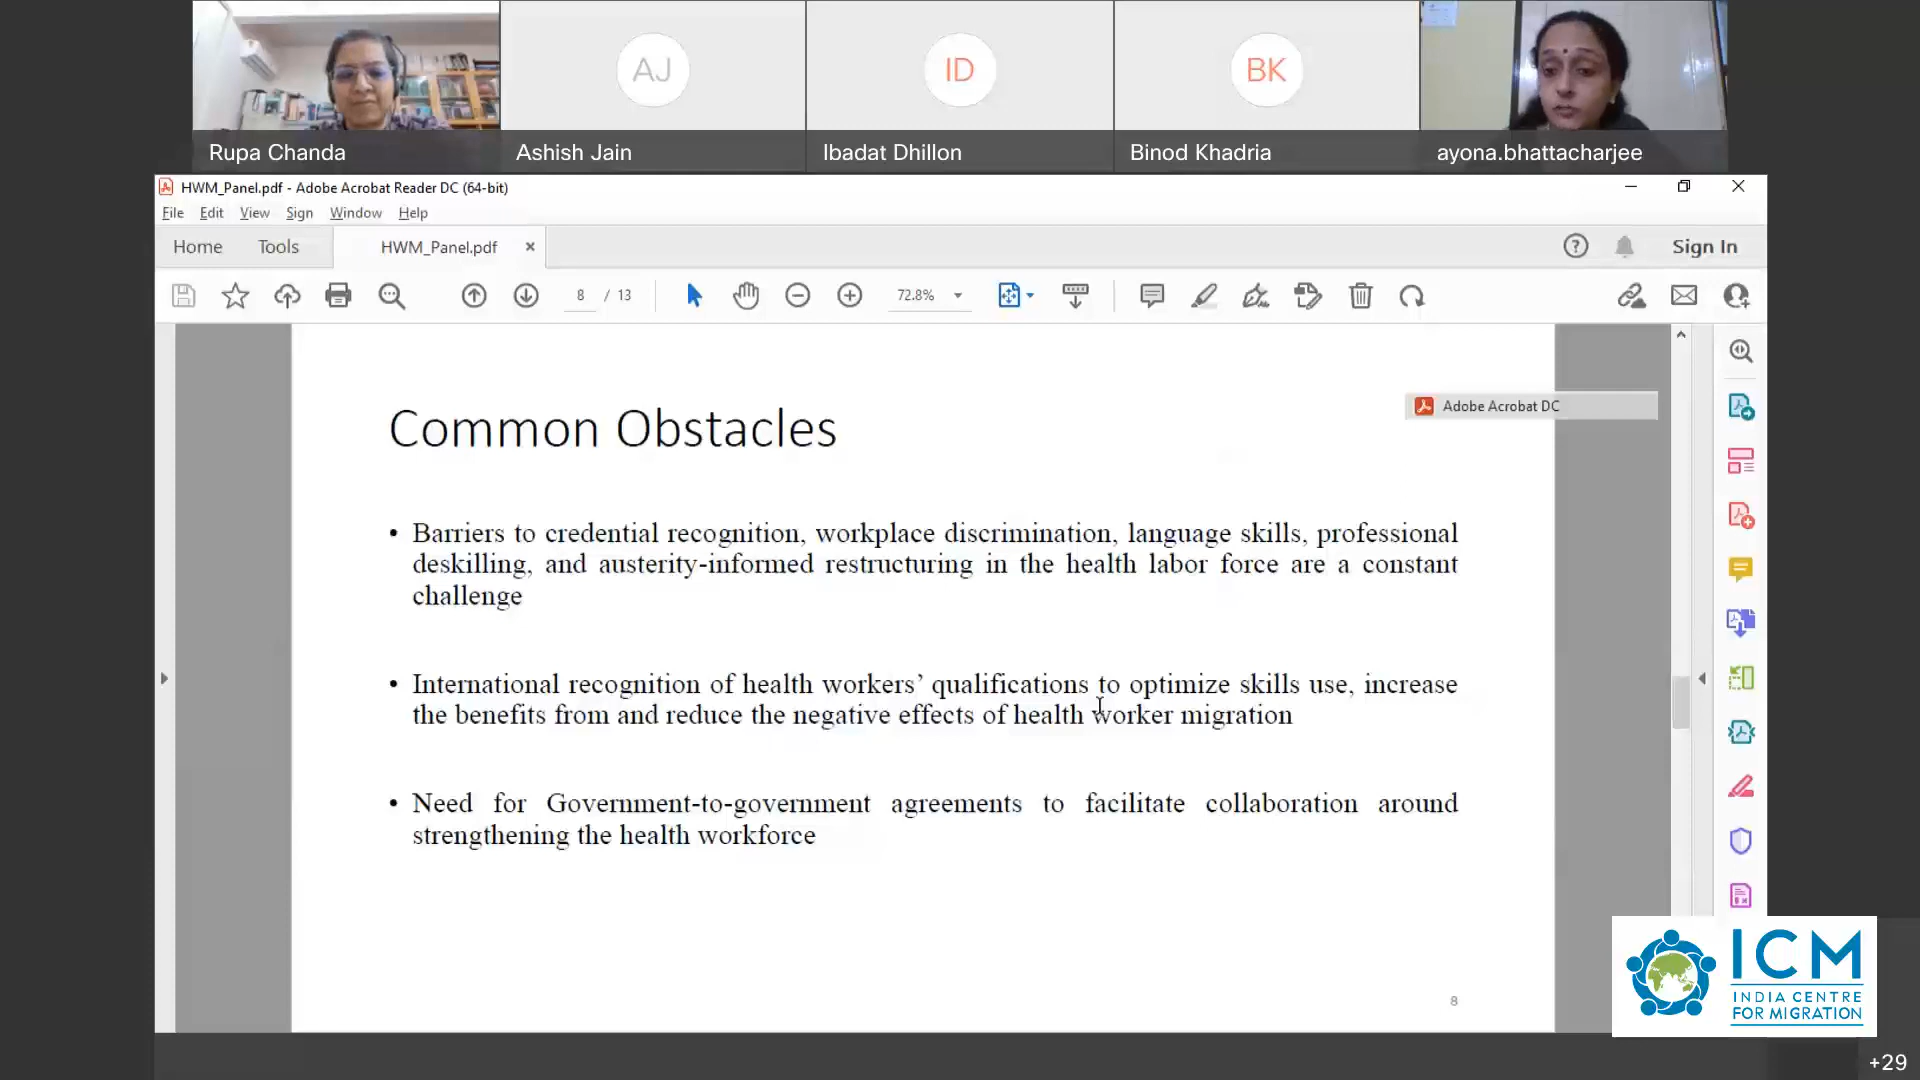 AJ
ID
BK
Rupa Chanda
Ashish Jain
Ibadat Dhillon
Binod Khadria
ayona.bhattacharjee
HWM_Panel.pdf - Adobe Acrobat Reader DC (64-bit)
File Edit View Sign Window Help
Home Tools HWM_Panel.pdf Sign In
8 / 13 72.8%
Adobe Acrobat DC
Common Obstacles
• Barriers to credential recognition, workplace discrimination, language skills, professional
deskilling, and austerity-informed restructuring in the health labor force are a constant
challenge
• International recognition of health workers’ qualifications to optimize skills use, increase
the benefits from and reduce the negative effects of health worker migration
• Need for Government-to-government agreements to facilitate collaboration around
strengthening the health workforce
8
ICM
INDIA CENTRE
FOR MIGRATION
+29